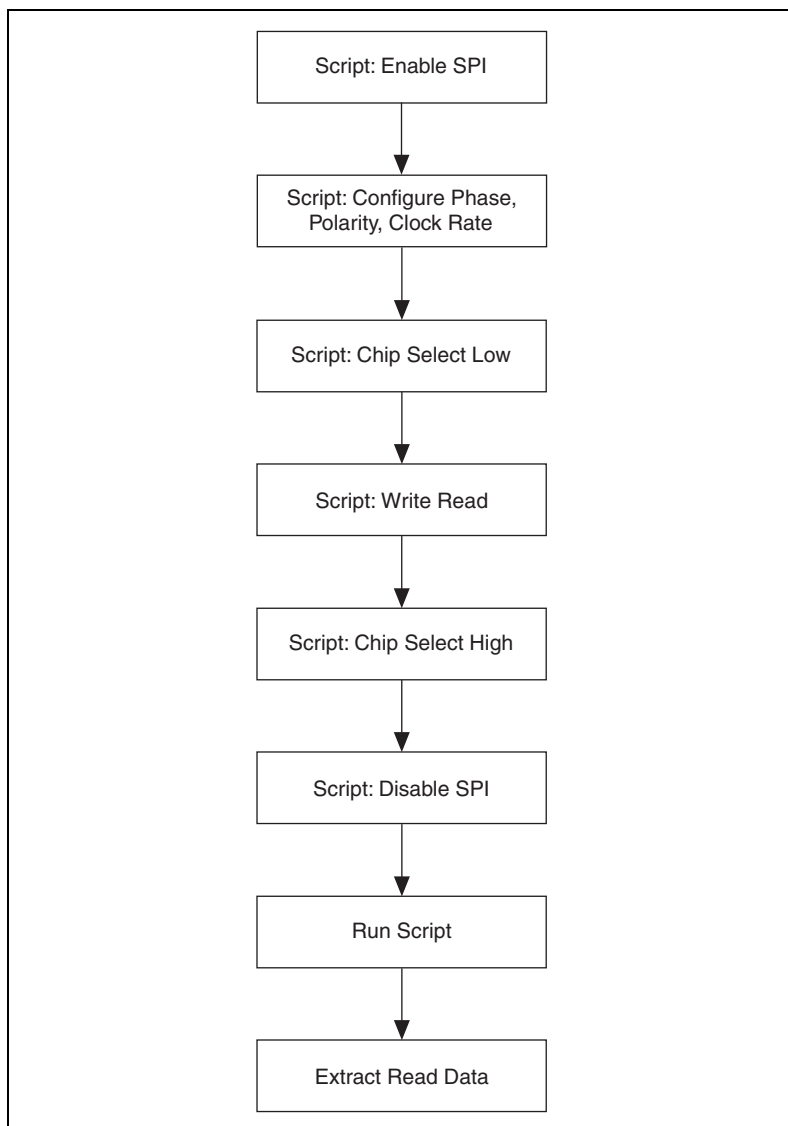 Script: Enable SPI
Script: Configure Phase,
Polarity, Clock Rate
Script: Chip Select Low
Script: Write Read
Script: Chip Select High
Script: Disable SPI
Run Script
Extract Read Data